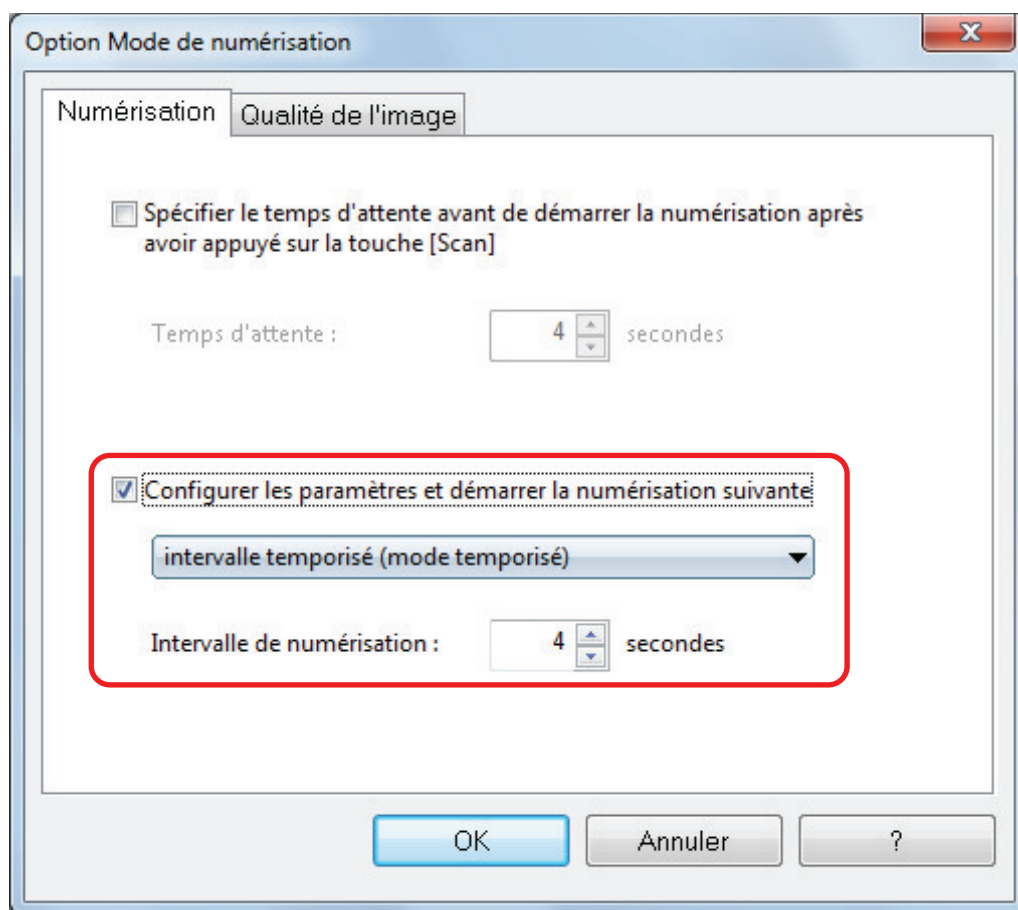 Option Mode de numérisation
x
Numérisation
Qualité de l'image
Spécifier le temps d'attente avant de démarrer la numérisation après
avoir appuyé sur la touche [Scan]
Temps d'attente : 4 secondes
Configurer les paramètres et démarrer la numérisation suivante
intervalle temporisé (mode temporisé)
Intervalle de numérisation : 4 secondes
OK Annuler ?